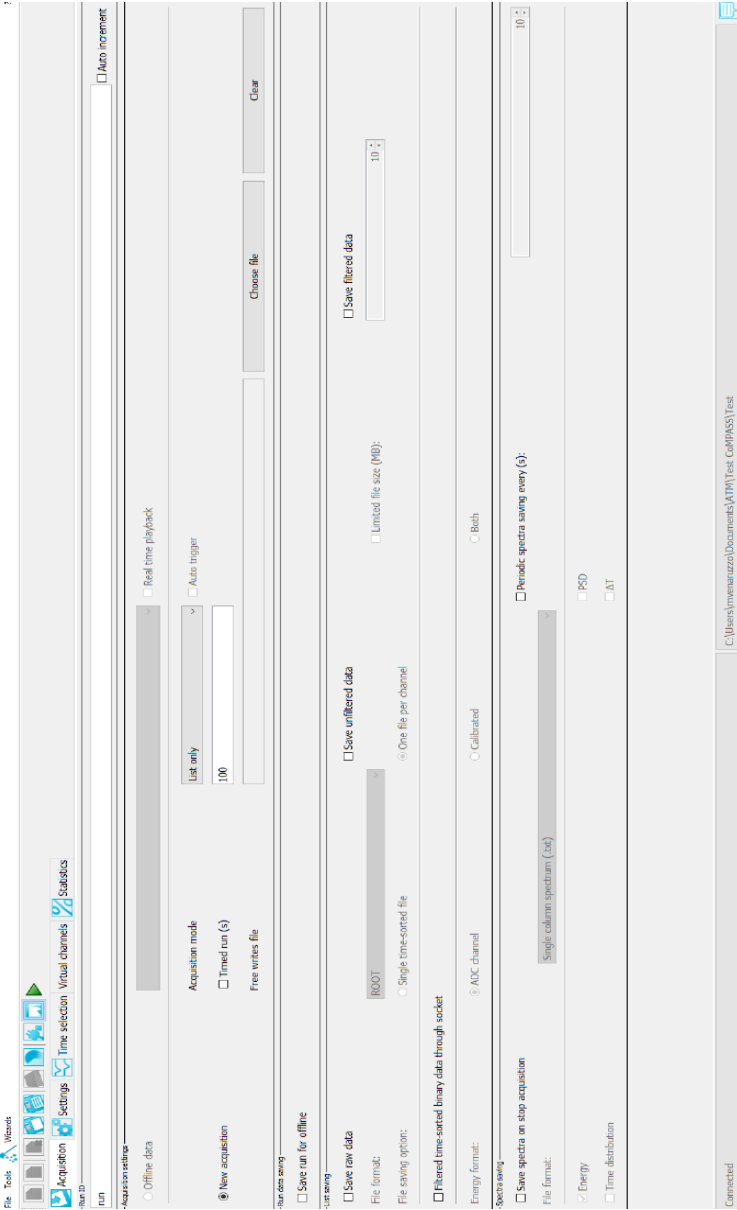 File Tools Wizards ?
Acquisition Settings Time selection Virtual channels Statistics
Run ID
run Auto increment
Acquisition settings
Offline data Real time playback
New acquisition Acquisition mode List only Auto trigger
Timed run (s) 100
Free writes file Choose file Clear
Run data saving
Save run for offline
List saving
Save raw data Save unfiltered data Save filtered data
File format: ROOT Limited file size (MB): 10
File saving option: Single time-sorted file One file per channel
Filtered time-sorted binary data through socket
Energy format: ADC channel Calibrated Both
Spectra saving
Save spectra on stop acquisition Periodic spectra saving every (s): 10
File format: Single column spectrum (.txt)
Energy PSD
Time distribution ΔT
Connected C:\Users\mvenaruzzo\Documents\ATM\Test CoMPASS\Test